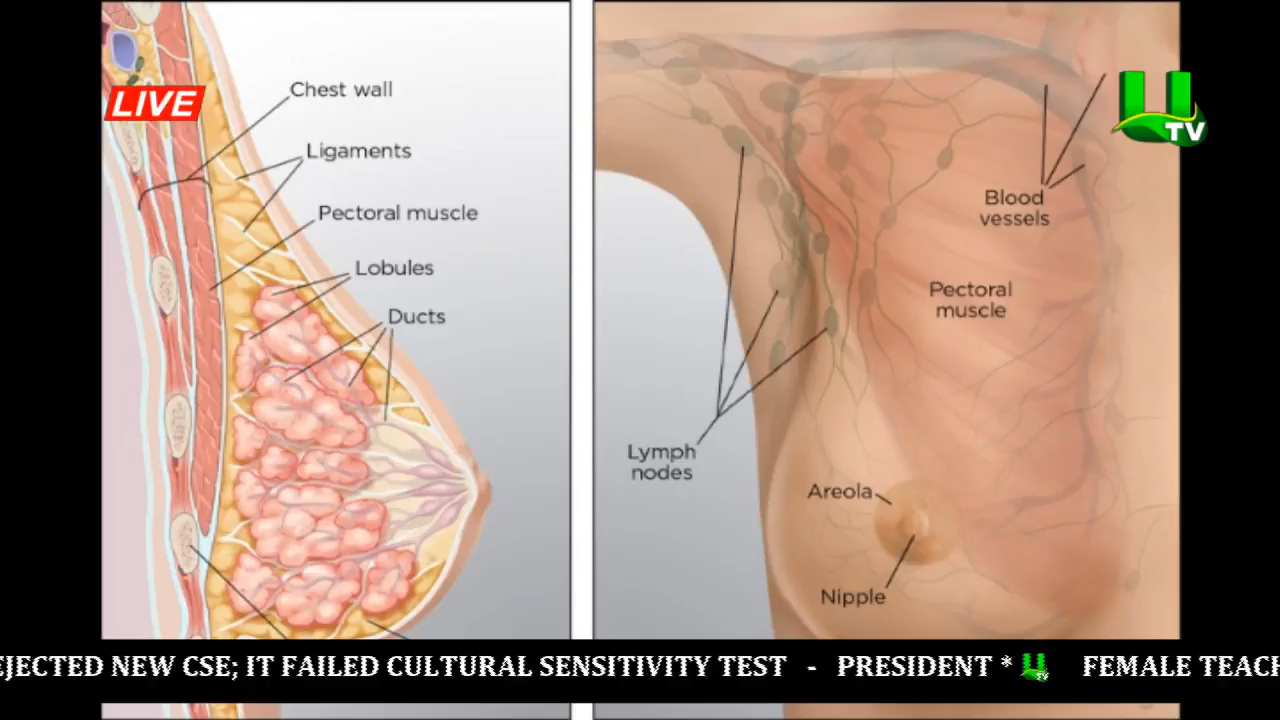 LIVE
Chest wall
Ligaments
Pectoral muscle
Lobules
Ducts
Blood
vessels
Pectoral
muscle
Lymph
nodes
Areola
Nipple
U
TV
EJECTED NEW CSE; IT FAILED CULTURAL SENSITIVITY TEST - PRESIDENT * U TV FEMALE TEACH